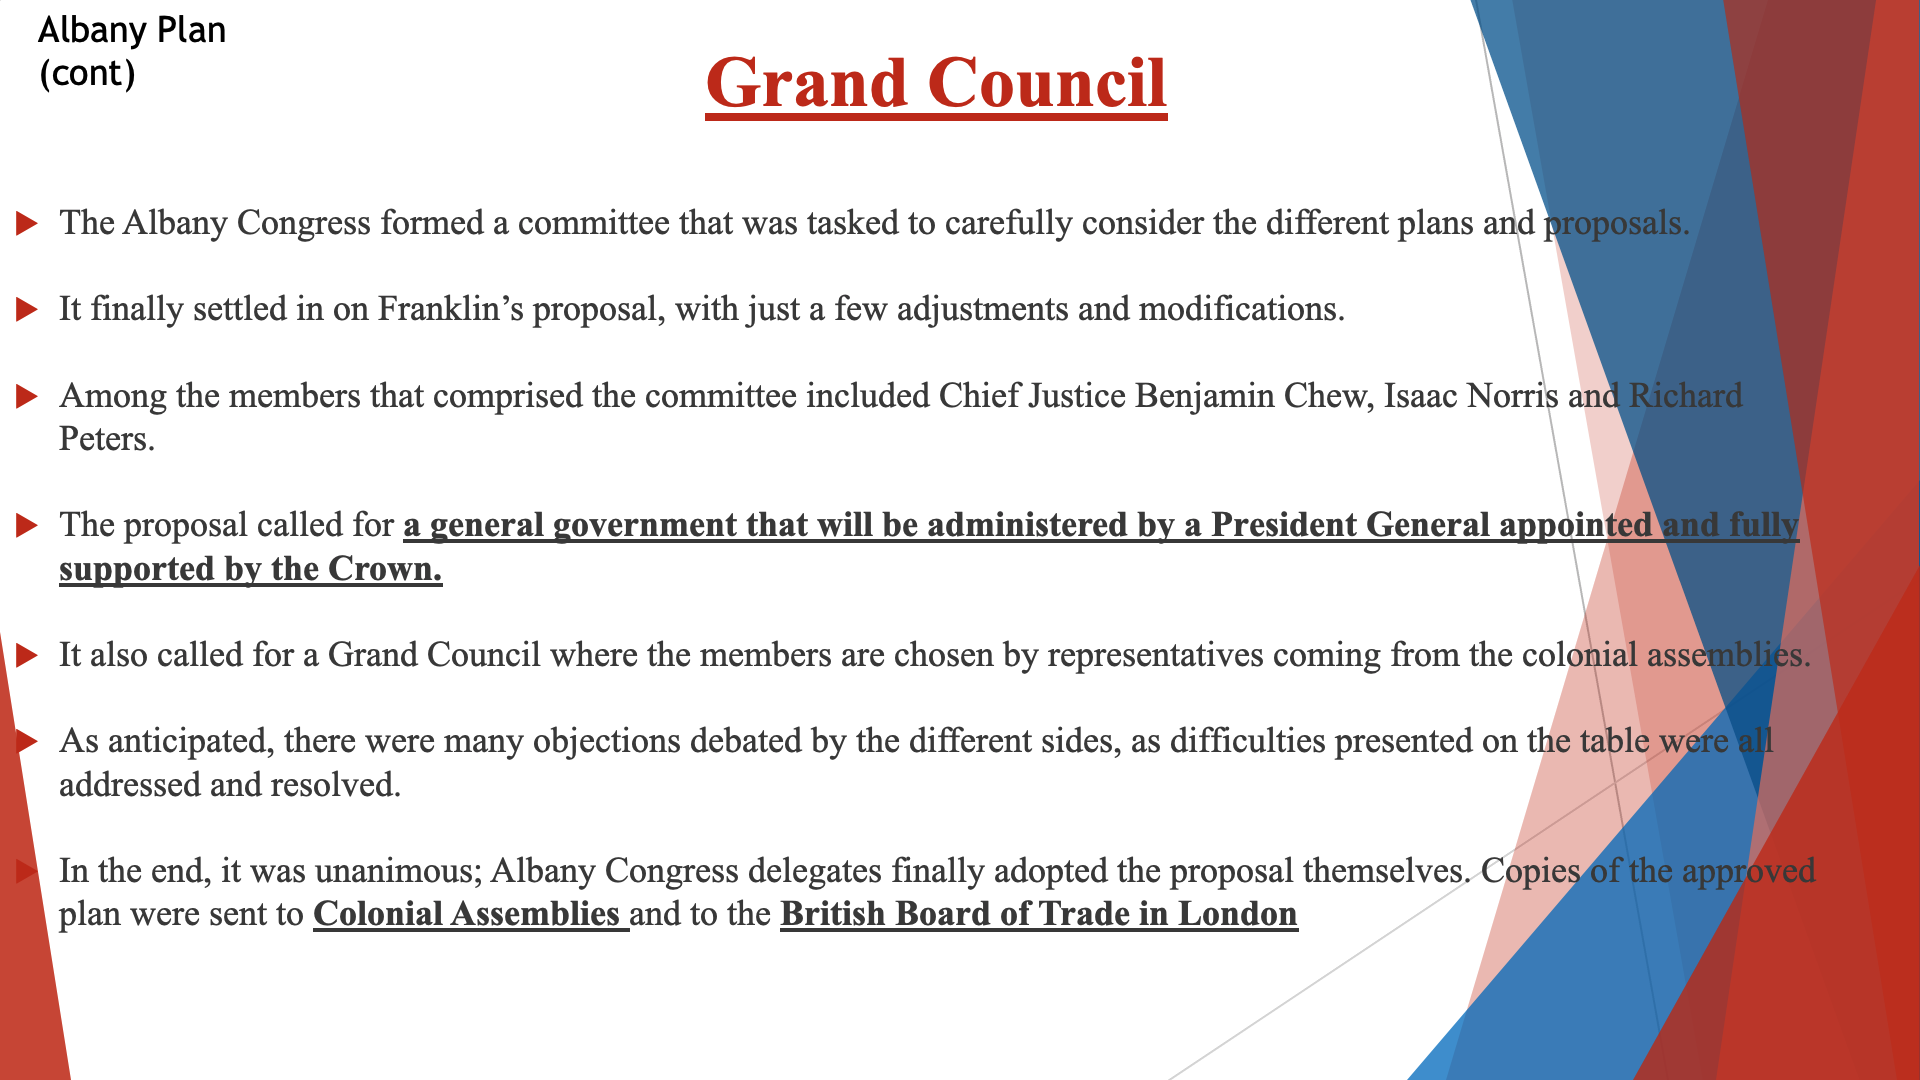 Albany Plan
(cont)
Grand Council
The Albany Congress formed a committee that was tasked to carefully consider the different plans and proposals.
It finally settled in on Franklin’s proposal, with just a few adjustments and modifications.
Among the members that comprised the committee included Chief Justice Benjamin Chew, Isaac Norris and Richard
Peters.
The proposal called for a general government that will be administered by a President General appointed and fully
supported by the Crown.
It also called for a Grand Council where the members are chosen by representatives coming from the colonial assemblies.
As anticipated, there were many objections debated by the different sides, as difficulties presented on the table were all
addressed and resolved.
In the end, it was unanimous; Albany Congress delegates finally adopted the proposal themselves. Copies of the approved
plan were sent to Colonial Assemblies and to the British Board of Trade in London